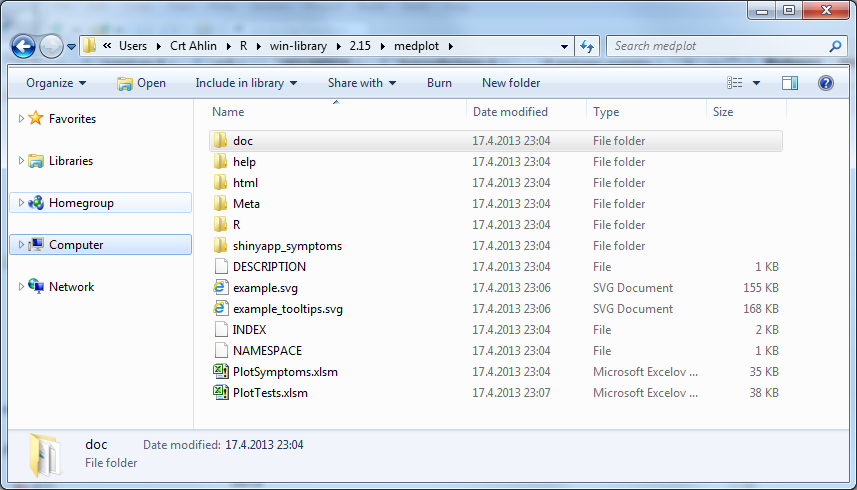 « Users Crt Ahlin R win-library 2.15 medplot Search medplot
Organize Open Include in library Share with Burn New folder
Name Date modified Type Size
Favorites
Libraries
Homegroup
Computer
Network
doc 17.4.2013 23:04 File folder
help 17.4.2013 23:04 File folder
html 17.4.2013 23:04 File folder
Meta 17.4.2013 23:04 File folder
R 17.4.2013 23:04 File folder
shinyapp_symptoms 17.4.2013 23:04 File folder
DESCRIPTION 17.4.2013 23:04 File 1 KB
example.svg 17.4.2013 23:06 SVG Document 155 KB
example_tooltips.svg 17.4.2013 23:06 SVG Document 168 KB
INDEX 17.4.2013 23:04 File 2 KB
NAMESPACE 17.4.2013 23:04 File 1 KB
PlotSymptoms.xlsm 17.4.2013 23:04 Microsoft Excelov ... 35 KB
PlotTests.xlsm 17.4.2013 23:07 Microsoft Excelov ... 38 KB
doc Date modified: 17.4.2013 23:04
File folder